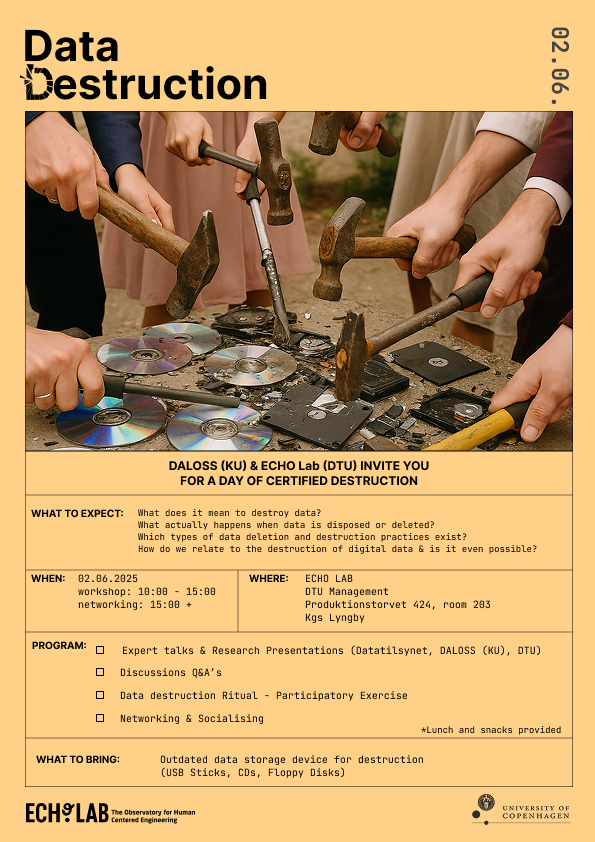 Data
Destruction
02.06.
DALOSS (KU) & ECHO Lab (DTU) INVITE YOU
FOR A DAY OF CERTIFIED DESTRUCTION
WHAT TO EXPECT:
What does it mean to destroy data?
What actually happens when data is disposed or deleted?
Which types of data deletion and destruction practices exist?
How do we relate to the destruction of digital data & is it even possible?
WHEN:
02.06.2025
workshop: 10:00 - 15:00
networking: 15:00 +
WHERE:
ECHO LAB
DTU Management
Produktionstorvet 424, room 203
Kgs Lyngby
PROGRAM:
Expert talks & Research Presentations (Datatilsynet, DALOSS (KU), DTU)
Discussions Q&A’s
Data destruction Ritual - Participatory Exercise
Networking & Socialising
*Lunch and snacks provided
WHAT TO BRING:
Outdated data storage device for destruction
(USB Sticks, CDs, Floppy Disks)
ECHO LAB
The Observatory for Human
Centered Engineering
UNIVERSITY OF
COPENHAGEN